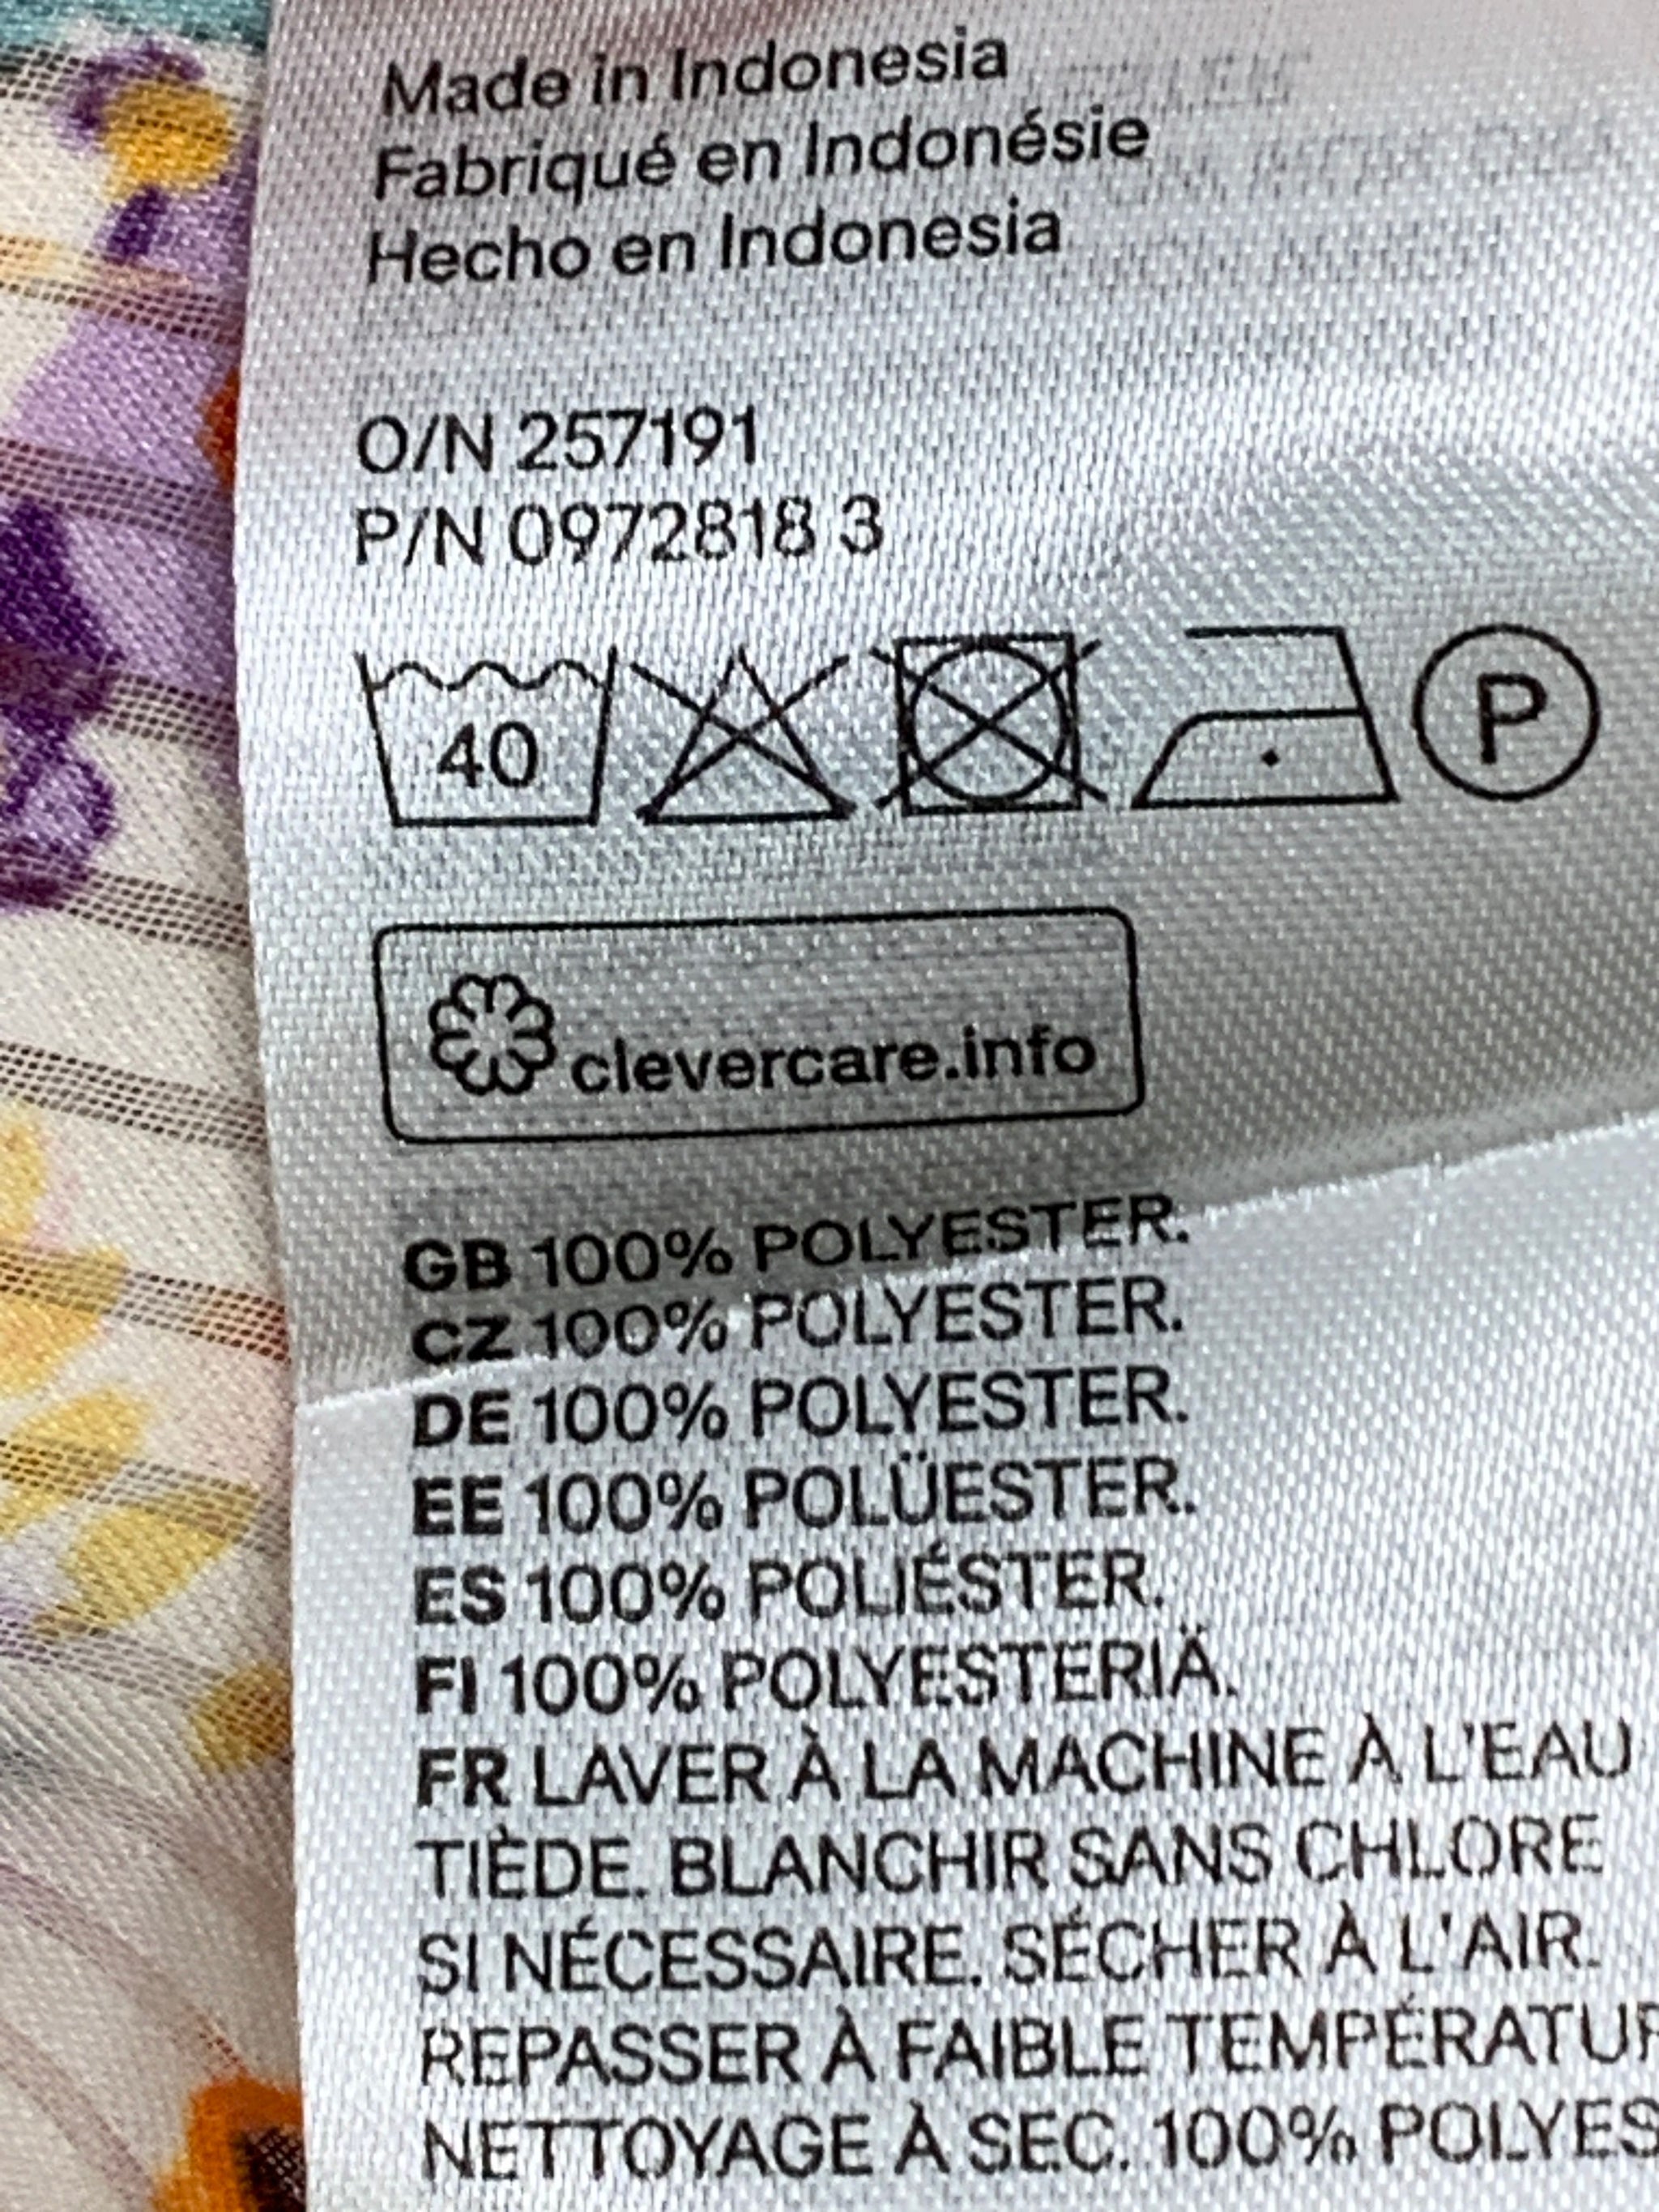 Made in Indonesia
Fabriqué en Indonésie
Hecho en Indonesia
O/N 257191
P/N 0972818 3
40
P
clevercare.info
GB 100% POLYESTER.
CZ 100% POLYESTER.
DE 100% POLYESTER.
EE 100% POLÜESTER.
ES 100% POLIÉSTER.
FI 100% POLYESTERIÄ.
FR LAVER À LA MACHINE À L'EAU
TIÈDE. BLANCHIR SANS CHLORE
SI NÉCESSAIRE. SÉCHER À L'AIR.
REPASSER À FAIBLE
NETTOYAGE À SEC. 100%